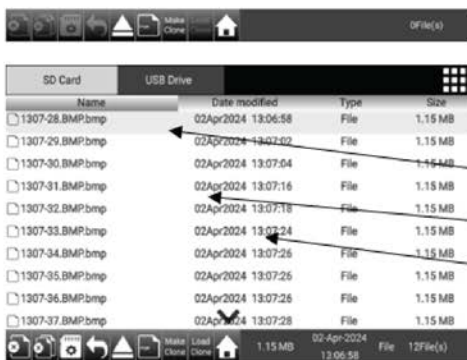 Make Clone Load Clone 0File(s)
SD Card USB Drive
Name Date modified Type Size
1307-28.BMP.bmp 02Apr2024 13:06:58 File 1.15 MB
1307-29.BMP.bmp 02Apr2024 13:07:02 File 1.15 MB
1307-30.BMP.bmp 02Apr2024 13:07:04 File 1.15 MB
1307-31.BMP.bmp 02Apr2024 13:07:16 File 1.15 MB
1307-32.BMP.bmp 02Apr2024 13:07:18 File 1.15 MB
1307-33.BMP.bmp 02Apr2024 13:07:24 File 1.15 MB
1307-34.BMP.bmp 02Apr2024 13:07:26 File 1.15 MB
1307-35.BMP.bmp 02Apr2024 13:07:26 File 1.15 MB
1307-36.BMP.bmp 02Apr2024 13:07:26 File 1.15 MB
1307-37.BMP.bmp 02Apr2024 13:07:28 File 1.15 MB
Make Clone Load Clone 1.15 MB 02-Apr-2024 13:06:58 File 12File(s)